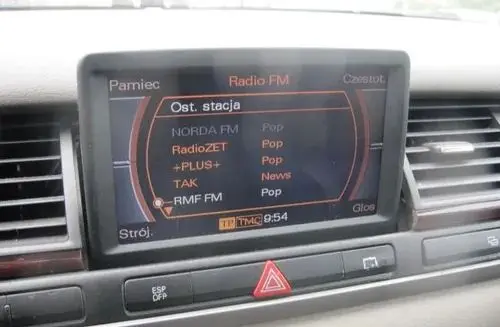 Pamiec Radio FM Czestot.
Ost. stacja
NORDA FM Pop
RadioZET Pop
+PLUS+ Pop
TAK News
RMF FM Pop
Strój. TP TMC 9:54 Glos
ESP
OFF